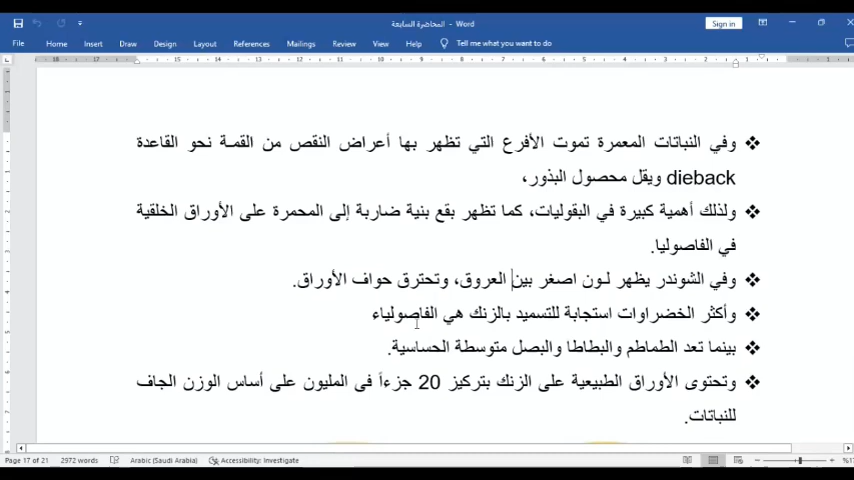 المحاضرة السابعة - Word
Sign in
File Home Insert Draw Design Layout References Mailings Review View Help Tell me what you want to do
❖ وفي النباتات المعمرة تموت الأفرع التي تظهر بها أعراض النقص من القمـة نحو القاعدة
dieback ويقل محصول البذور،
❖ ولذلك أهمية كبيرة في البقوليات، كما تظهر بقع بنية ضاربة إلى المحمرة على الأوراق الخلقية
في الفاصوليا.
❖ وفي الشوندر يظهر لـون اصغر بين العروق، وتحترق حواف الأوراق.
❖ وأكثر الخضراوات استجابة للتسميد بالزنك هي الفاصولياء
❖ بينما تعد الطماطم والبطاطا والبصل متوسطة الحساسية.
❖ وتحتوى الأوراق الطبيعية على الزنك بتركيز 20 جزءاً فى المليون على أساس الوزن الجاف
للنباتات.
Page 17 of 21 2972 words Arabic (Saudi Arabia) Accessibility: Investigate